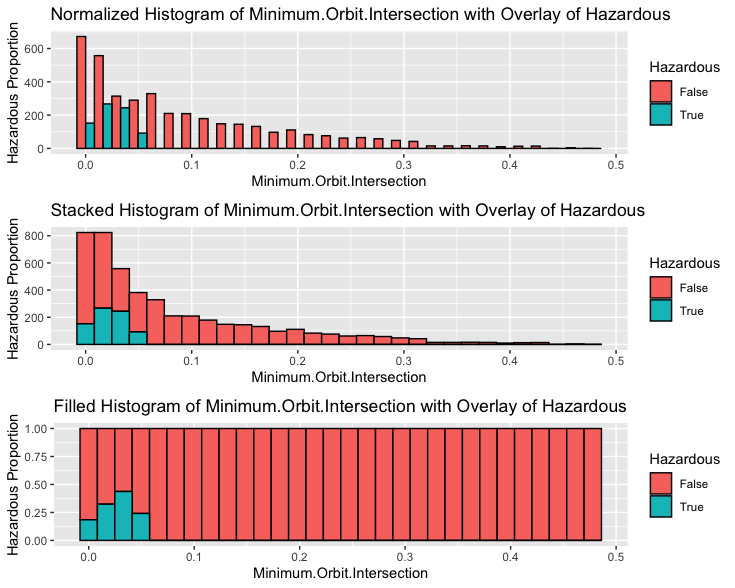 Normalized Histogram of Minimum.Orbit.Intersection with Overlay of Hazardous
Hazardous Proportion
600
400
200
0
0.0 0.1 0.2 0.3 0.4 0.5
Minimum.Orbit.Intersection
Hazardous
False
True
Stacked Histogram of Minimum.Orbit.Intersection with Overlay of Hazardous
Hazardous Proportion
800
600
400
200
0
0.0 0.1 0.2 0.3 0.4 0.5
Minimum.Orbit.Intersection
Hazardous
False
True
Filled Histogram of Minimum.Orbit.Intersection with Overlay of Hazardous
Hazardous Proportion
1.00
0.75
0.50
0.25
0.00
0.0 0.1 0.2 0.3 0.4 0.5
Minimum.Orbit.Intersection
Hazardous
False
True